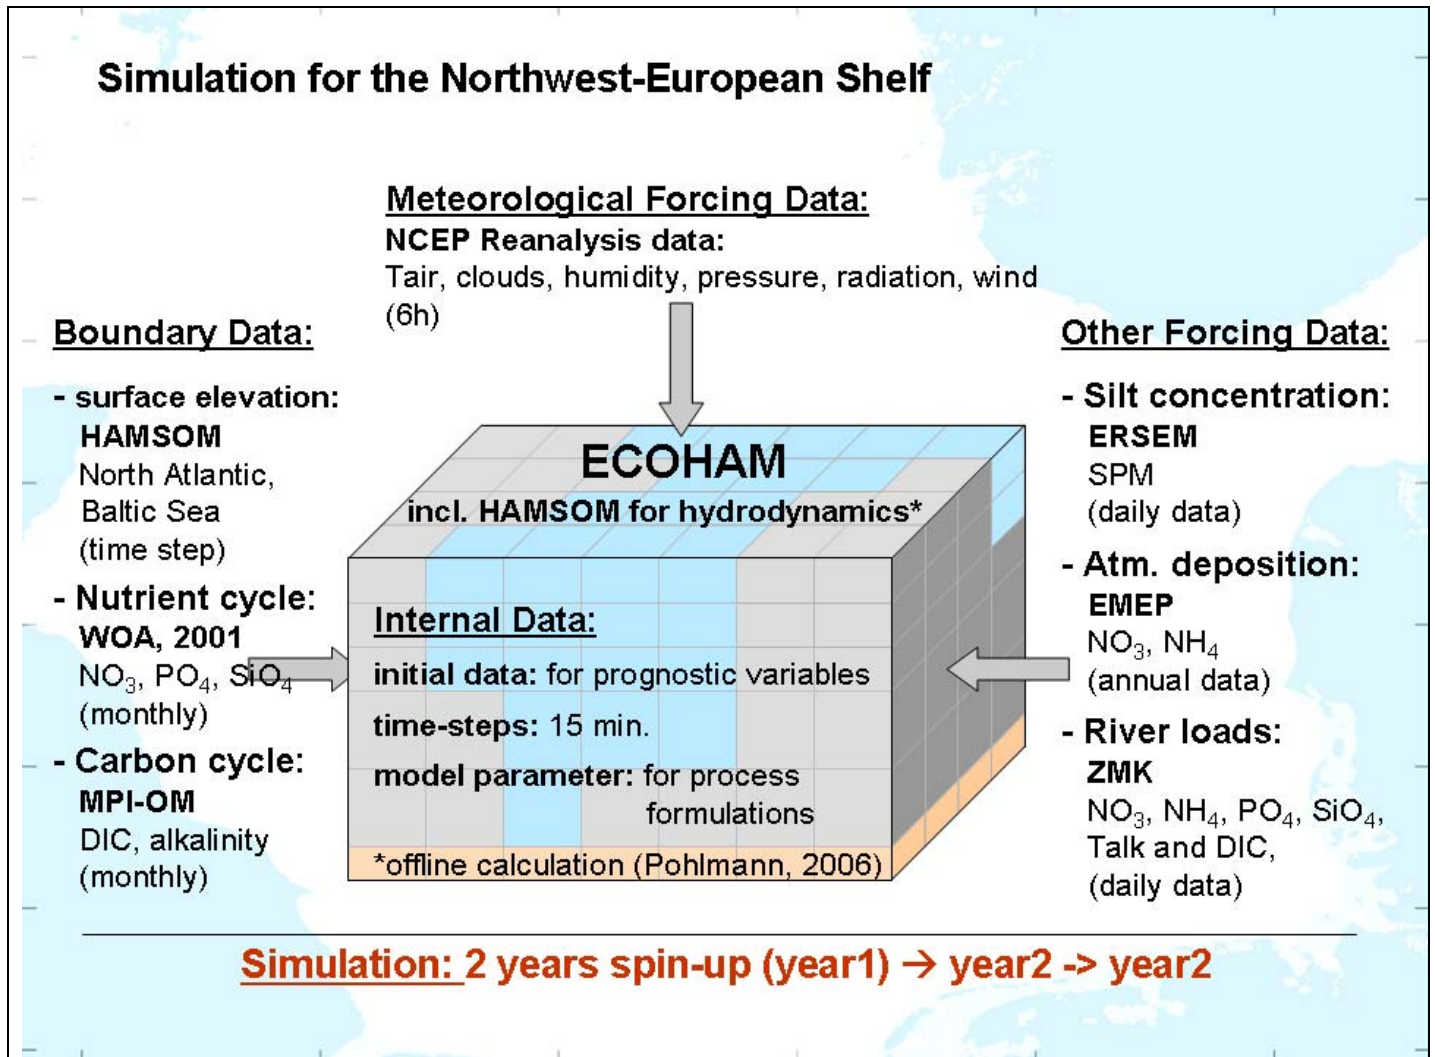 Simulation for the Northwest-European Shelf
Meteorological Forcing Data:
NCEP Reanalysis data:
Tair, clouds, humidity, pressure, radiation, wind
(6h)
Boundary Data:
- surface elevation:
HAMSOM
North Atlantic,
Baltic Sea
(time step)
- Nutrient cycle:
WOA, 2001
NO₃, PO₄, SiO₄
(monthly)
- Carbon cycle:
MPI-OM
DIC, alkalinity
(monthly)
ECOHAM
incl. HAMSOM for hydrodynamics*
Internal Data:
initial data: for prognostic variables
time-steps: 15 min.
model parameter: for process
formulations
*offline calculation (Pohlmann, 2006)
Other Forcing Data:
- Silt concentration:
ERSEM
SPM
(daily data)
- Atm. deposition:
EMEP
NO₃, NH₄
(annual data)
- River loads:
ZMK
NO₃, NH₄, PO₄, SiO₄,
Talk and DIC,
(daily data)
Simulation: 2 years spin-up (year1) → year2 -> year2